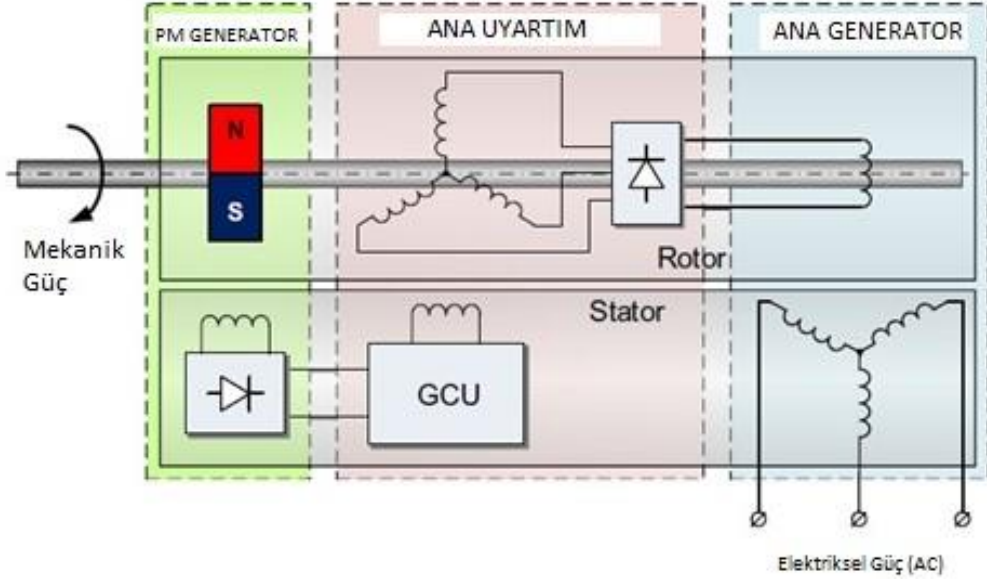 PM GENERATOR
ANA UYARTIM
ANA GENERATOR
N
S
Mekanik
Güç
Rotor
Stator
GCU
Elektriksel Güç (AC)